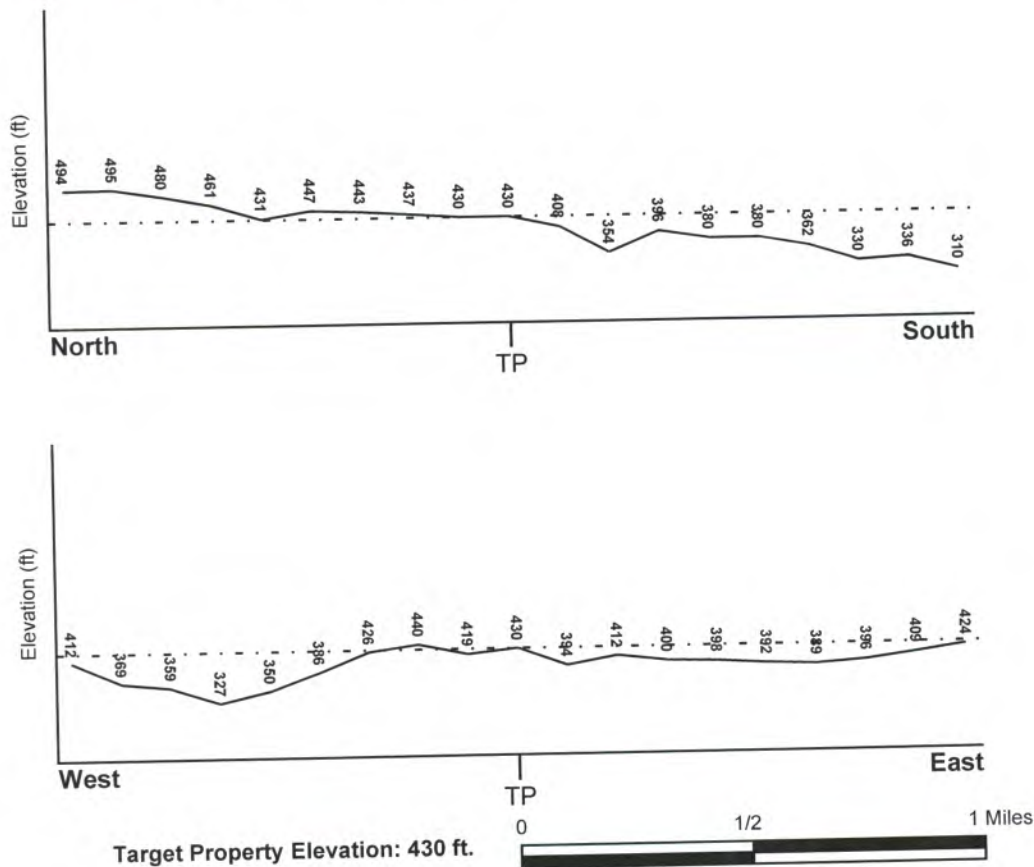 Elevation (ft)
494 495 480 461 431 447 443 437 430 430 408 354 396 380 380 362 330 336 310
North South
TP
Elevation (ft)
412 369 359 327 350 386 426 440 419 430 394 412 400 398 392 389 396 409 424
West East
TP
0 1/2 1 Miles
Target Property Elevation: 430 ft.